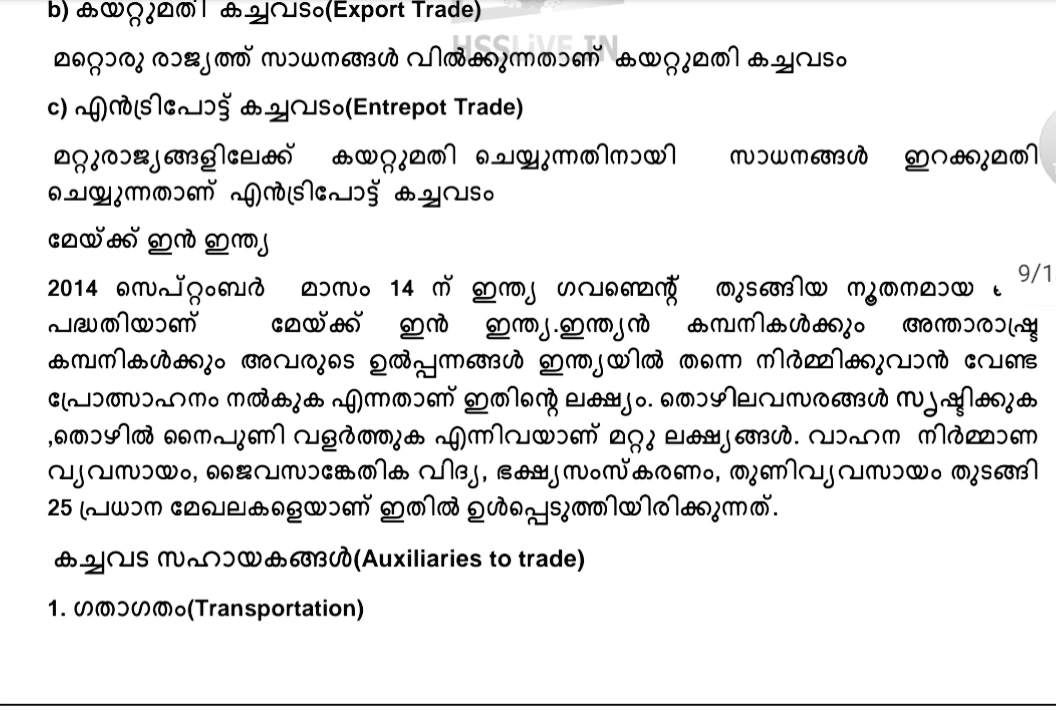 b) കയറ്റുമതി കച്ചവടം(Export Trade)
HSSLiVE.IN
മറ്റൊരു രാജ്യത്ത് സാധനങ്ങൾ വിൽക്കുന്നതാണ് കയറ്റുമതി കച്ചവടം
c) എൻട്രിപോട്ട് കച്ചവടം(Entrepot Trade)
മറ്റുരാജ്യങ്ങളിലേക്ക് കയറ്റുമതി ചെയ്യുന്നതിനായി സാധനങ്ങൾ ഇറക്കുമതി
ചെയ്യുന്നതാണ് എൻട്രിപോട്ട് കച്ചവടം
മേയ്ക്ക് ഇൻ ഇന്ത്യ
9/1
2014 സെപ്റ്റംബർ മാസം 14 ന് ഇന്ത്യ ഗവണ്മെന്റ് തുടങ്ങിയ നൂതനമായ
പദ്ധതിയാണ് മേയ്ക്ക് ഇൻ ഇന്ത്യ.ഇന്ത്യൻ കമ്പനികൾക്കും അന്താരാഷ്ട്ര
കമ്പനികൾക്കും അവരുടെ ഉൽപ്പന്നങ്ങൾ ഇന്ത്യയിൽ തന്നെ നിർമ്മിക്കുവാൻ വേണ്ട
പ്രോത്സാഹനം നൽകുക എന്നതാണ് ഇതിന്റെ ലക്ഷ്യം. തൊഴിലവസരങ്ങൾ സൃഷ്ടിക്കുക
,തൊഴിൽ നൈപുണി വളർത്തുക എന്നിവയാണ് മറ്റു ലക്ഷ്യങ്ങൾ. വാഹന നിർമ്മാണ
വ്യവസായം, ജൈവസാങ്കേതിക വിദ്യ, ഭക്ഷ്യസംസ്കരണം, തുണിവ്യവസായം തുടങ്ങി
25 പ്രധാന മേഖലകളെയാണ് ഇതിൽ ഉൾപ്പെടുത്തിയിരിക്കുന്നത്.
കച്ചവട സഹായകങ്ങൾ(Auxiliaries to trade)
1. ഗതാഗതം(Transportation)